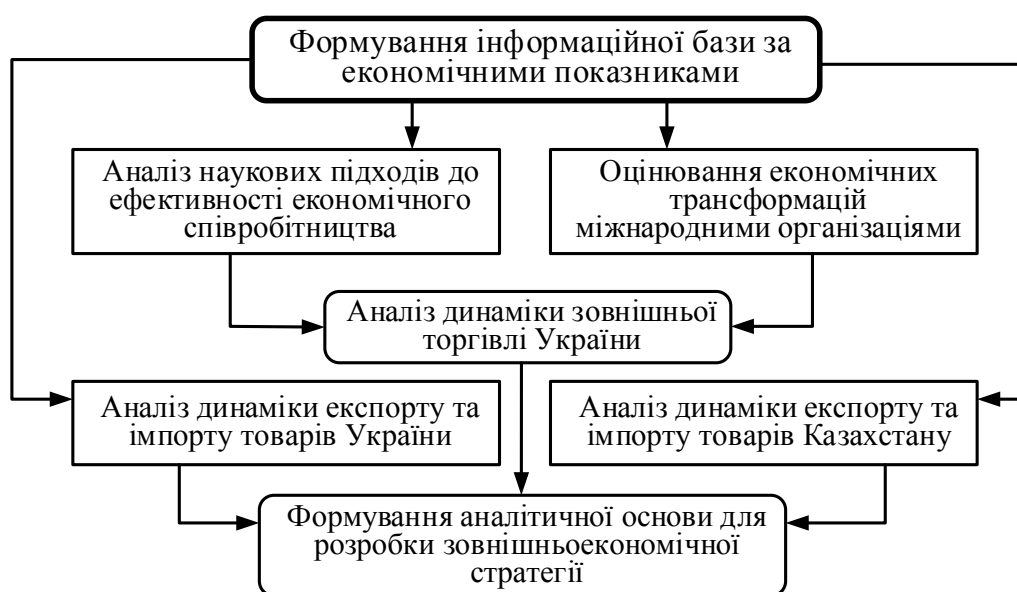 Формування інформаційної бази за
економічними показниками
Аналіз наукових підходів до
ефективності економічного
співробітництва
Оцінювання економічних
трансформацій
міжнародними організаціями
Аналіз динаміки зовнішньої
торгівлі України
Аналіз динаміки експорту та
імпорту товарів України
Аналіз динаміки експорту та
імпорту товарів Казахстану
Формування аналітичної основи для
розробки зовнішньоекономічної
стратегії